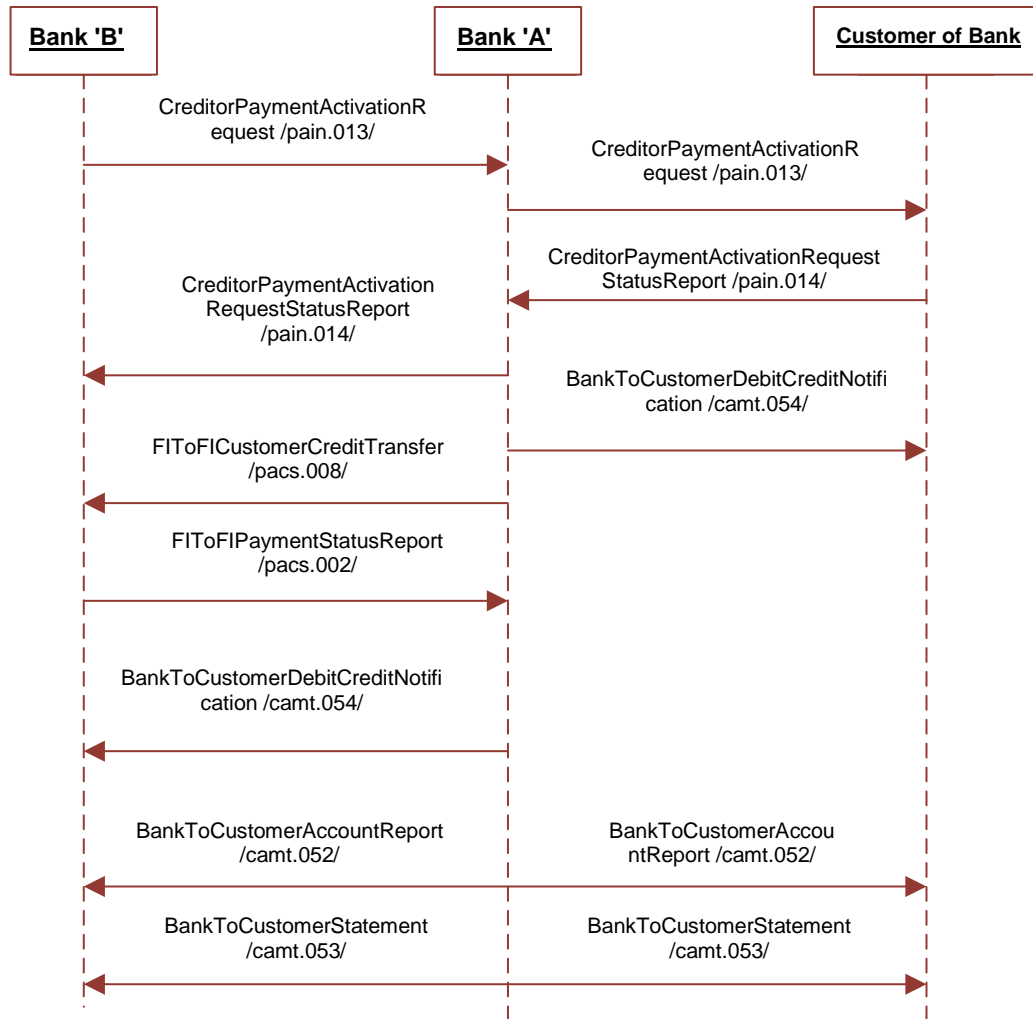 Bank 'B'
Bank 'A'
Customer of Bank
CreditorPaymentActivationR
equest /pain.013/
CreditorPaymentActivationR
equest /pain.013/
CreditorPaymentActivationRequest
StatusReport /pain.014/
CreditorPaymentActivation
RequestStatusReport
/pain.014/
BankToCustomerDebitCreditNotifi
cation /camt.054/
FIToFICustomerCreditTransfer
/pacs.008/
FIToFIPaymentStatusReport
/pacs.002/
BankToCustomerDebitCreditNotifi
cation /camt.054/
BankToCustomerAccountReport
/camt.052/
BankToCustomerAccou
ntReport /camt.052/
BankToCustomerStatement
/camt.053/
BankToCustomerStatement
/camt.053/